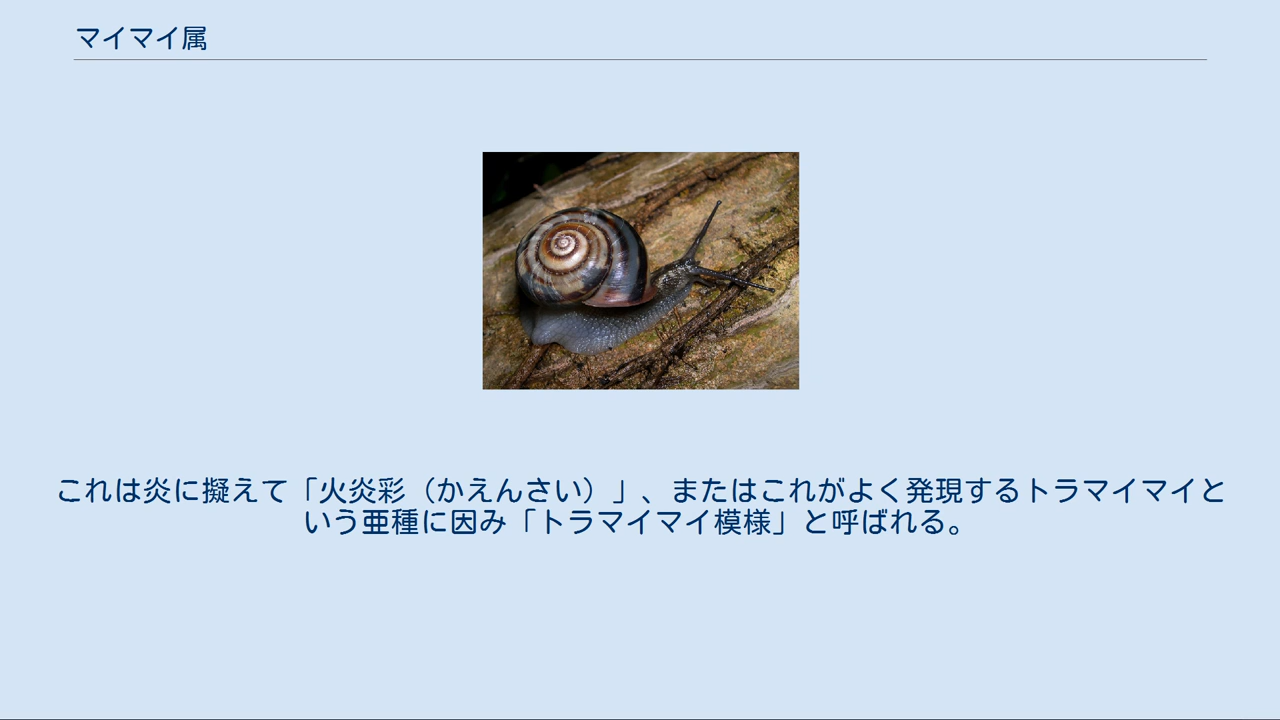 マイマイ属
これは炎に擬えて「火炎彩（かえんさい）」、またはこれがよく発現するトラマイマイと
いう亜種に因み「トラマイマイ模様」と呼ばれる。